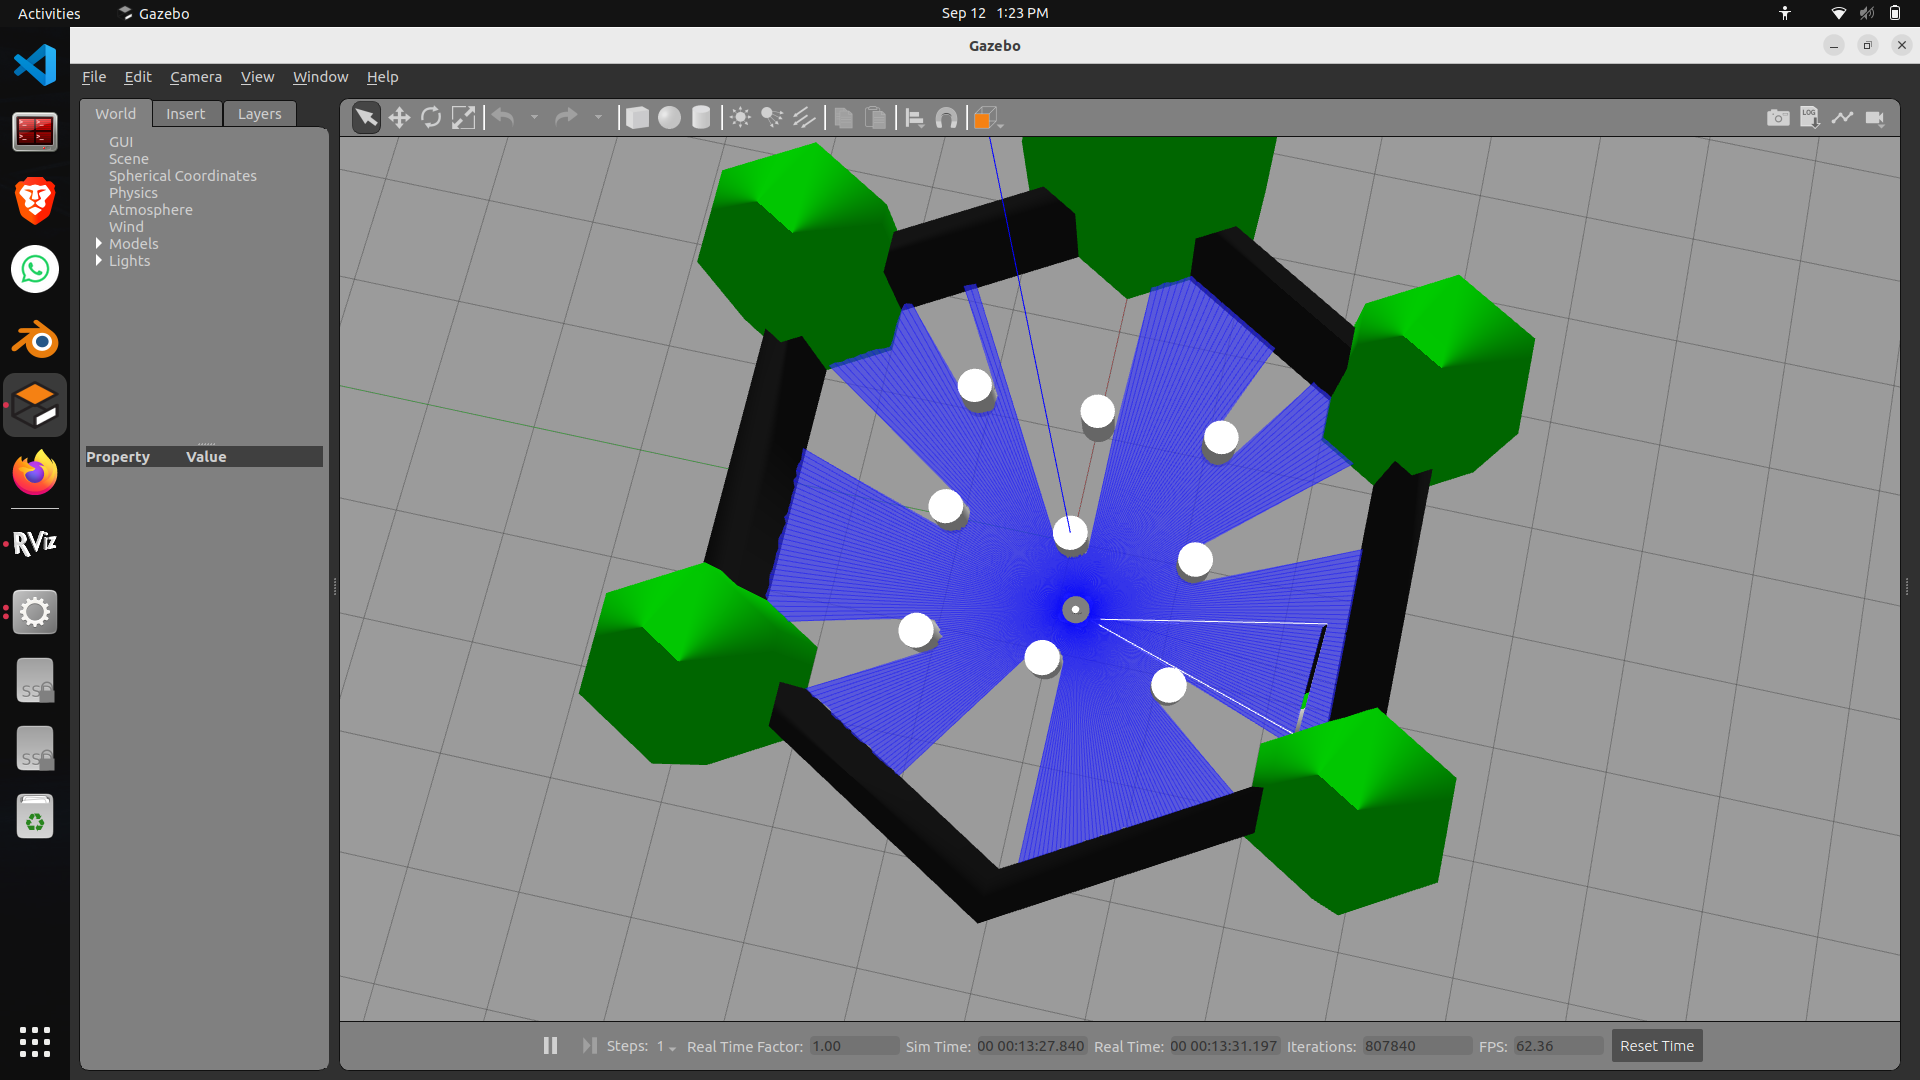 Activities
Gazebo
Sep 12 1:23 PM
Gazebo
File Edit Camera View Window Help
World Insert Layers
GUI
Scene
Spherical Coordinates
Physics
Atmosphere
Wind
Models
Lights
Property Value
LOG
RViz
SS
SS
Steps: 1 Real Time Factor: 1.00 Sim Time: 00 00:13:27.840 Real Time: 00 00:13:31.197 Iterations: 807840 FPS: 62.36 Reset Time